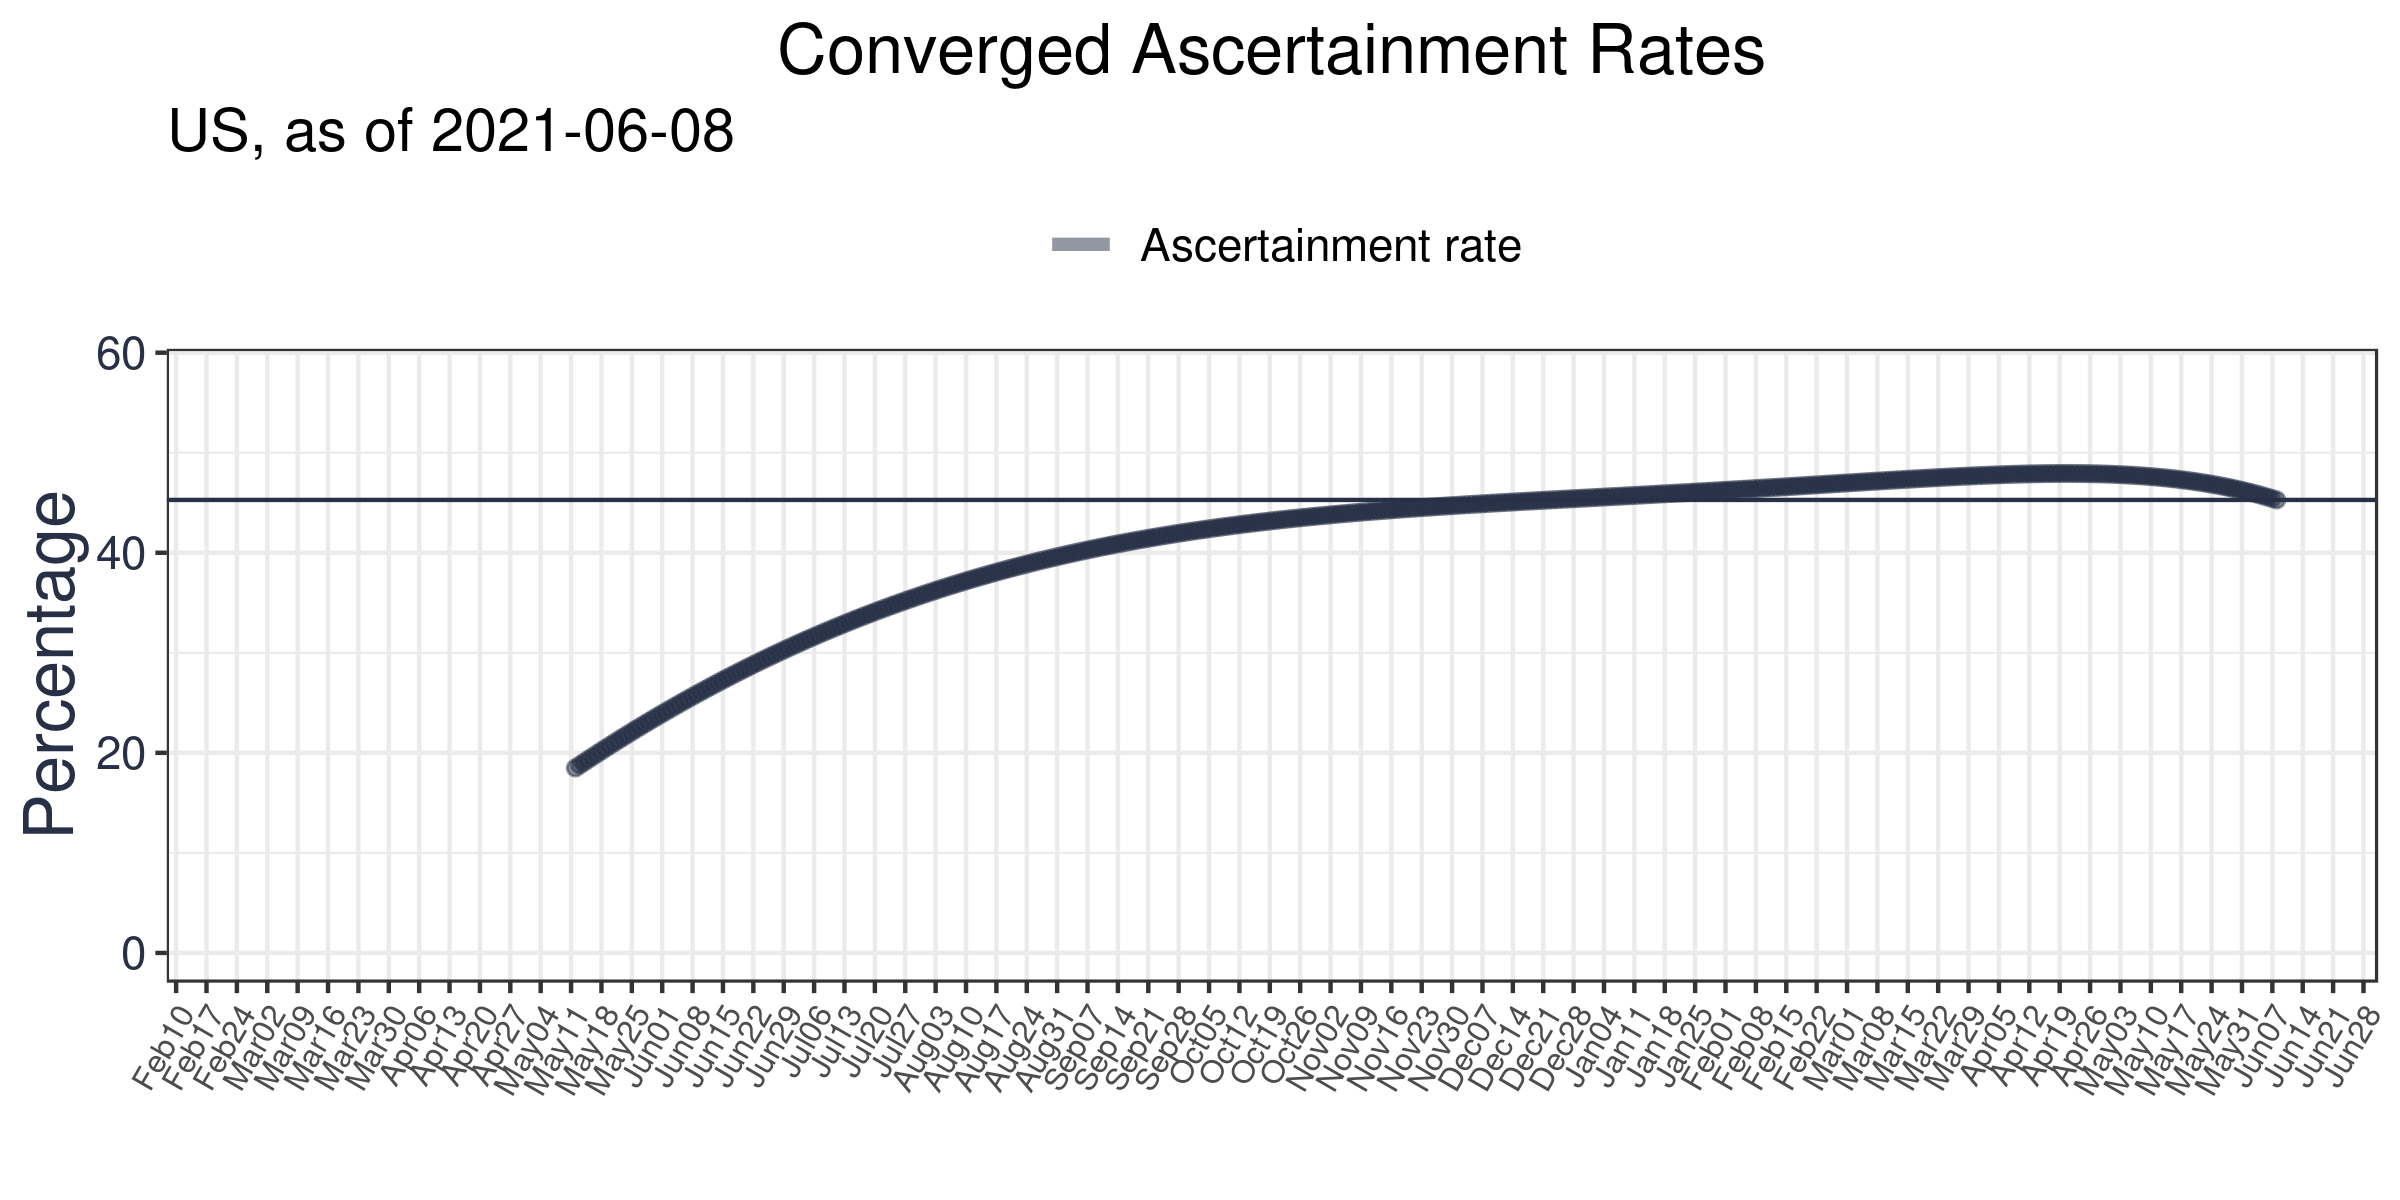 Converged Ascertainment Rates
US, as of 2021-06-08
Ascertainment rate
Percentage
60
40
20
0
Feb10 Feb17 Feb24 Mar02 Mar09 Mar16 Mar23 Mar30 Apr06 Apr13 Apr20 Apr27 May04 May11 May18 May25 Jun01 Jun08 Jun15 Jun22 Jun29 Jul06 Jul13 Jul20 Jul27 Aug03 Aug10 Aug17 Aug24 Aug31 Sep07 Sep14 Sep21 Sep28 Oct05 Oct12 Oct19 Oct26 Nov02 Nov09 Nov16 Nov23 Nov30 Dec07 Dec14 Dec21 Dec28 Jan04 Jan11 Jan18 Jan25 Feb01 Feb08 Feb15 Feb22 Mar01 Mar08 Mar15 Mar22 Mar29 Apr05 Apr12 Apr19 Apr26 May03 May10 May17 May24 May31 Jun07 Jun14 Jun21 Jun28